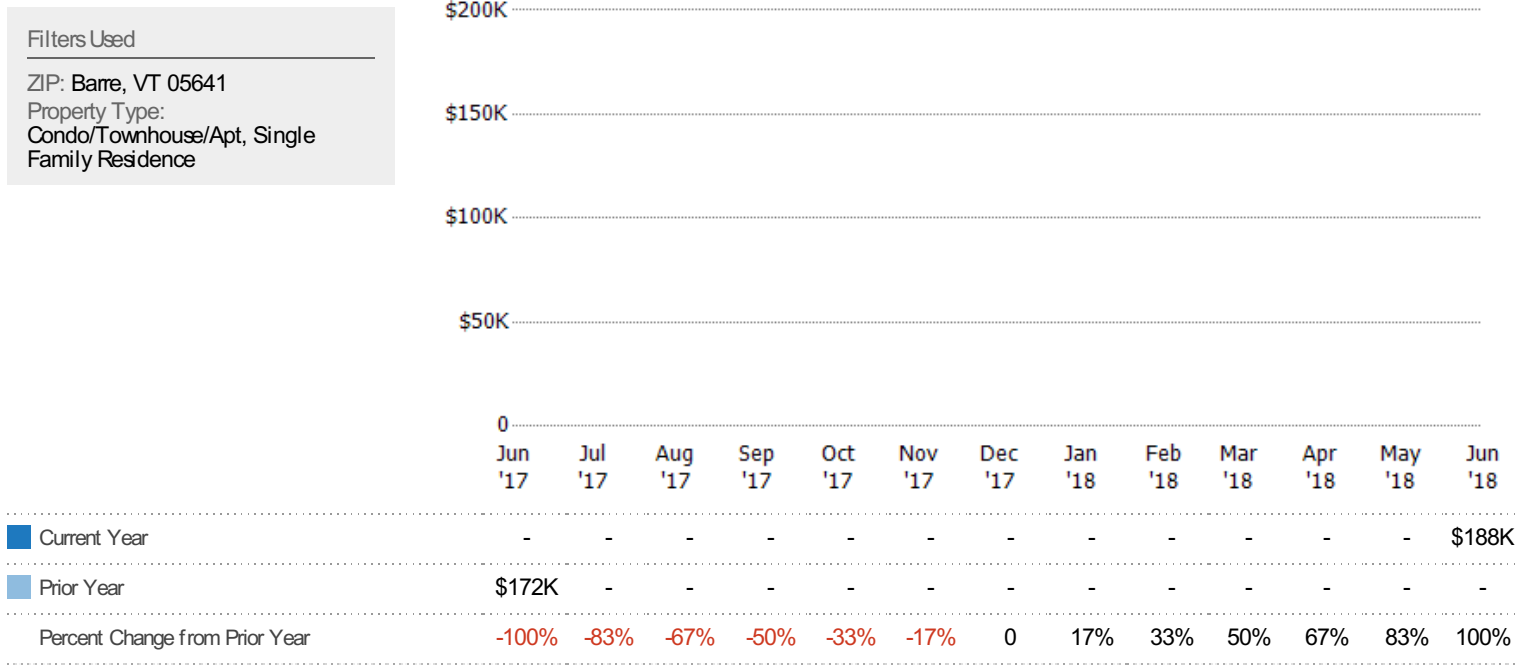 Filters Used
ZIP: Barre, VT 05641
Property Type:
Condo/Townhouse/Apt, Single
Family Residence
$200K
$150K
$100K
$50K
0
Jun Jul Aug Sep Oct Nov Dec Jan Feb Mar Apr May Jun
'17 '17 '17 '17 '17 '17 '17 '18 '18 '18 '18 '18 '18
Current Year - - - - - - - - - - - - $188K
Prior Year $172K - - - - - - - - - - - -
Percent Change from Prior Year -100% -83% -67% -50% -33% -17% 0 17% 33% 50% 67% 83% 100%